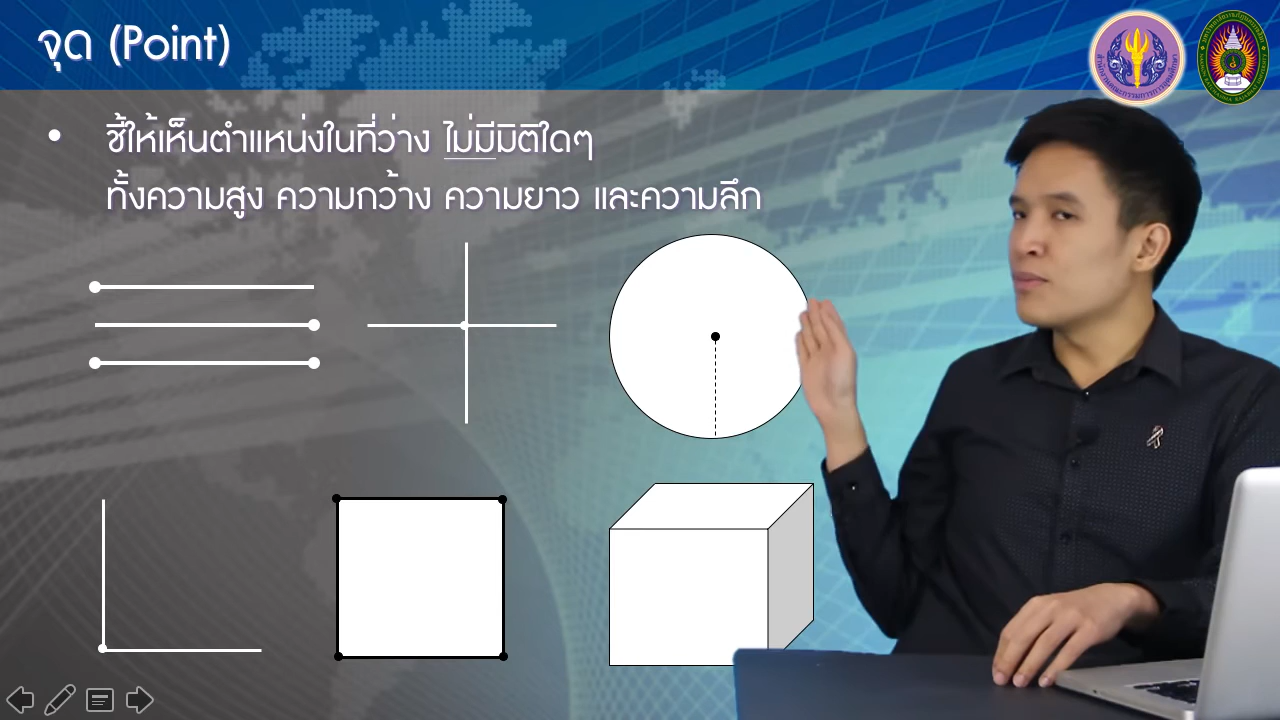 จุด (Point)
• ชี้ให้เห็นตำแหน่งในที่ว่าง ไม่มีมิติใดๆ
ทั้งความสูง ความกว้าง ความยาว และความลึก